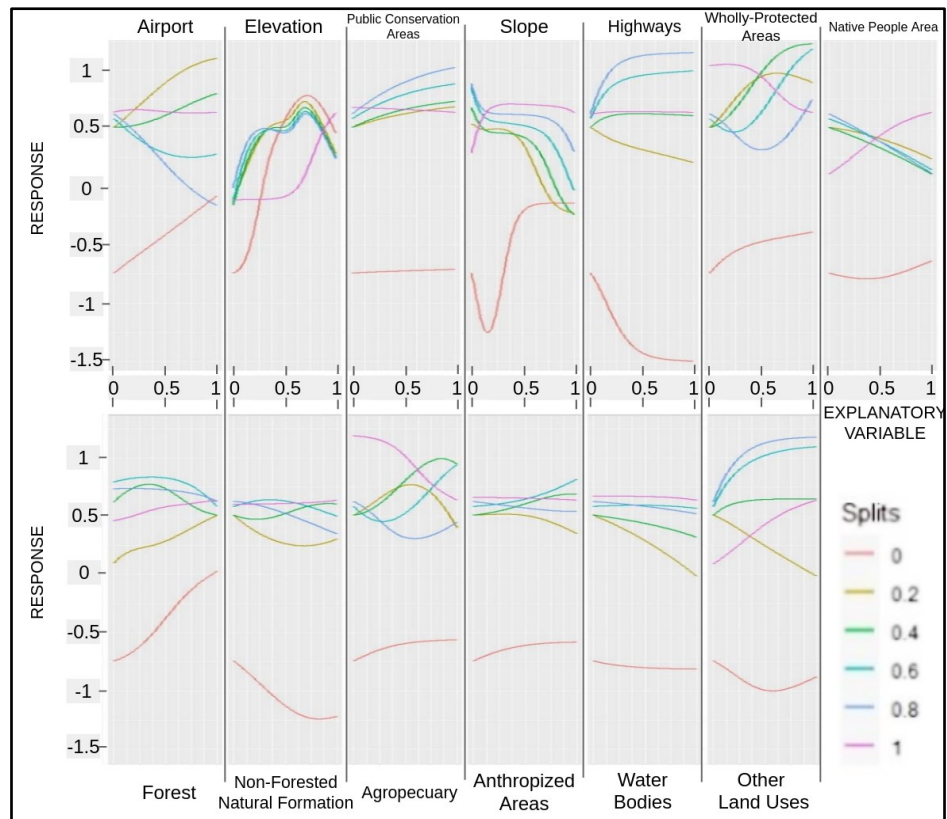 Airport
Elevation
Public Conservation
Areas
Slope
Highways
Wholly-Protected
Areas
Native People Area
RESPONSE
1
0.5
0
-0.5
-1
-1.5
0 0.5 1
0 0.5 1
0 0.5 1
0 0.5 1
0 0.5 1
0 0.5 1
0 0.5 1
EXPLANATORY
VARIABLE
RESPONSE
1
0.5
0
-0.5
-1
-1.5
Splits
0
0.2
0.4
0.6
0.8
1
Forest
Non-Forested
Natural Formation
Agropecuary
Anthropized
Areas
Water
Bodies
Other
Land Uses